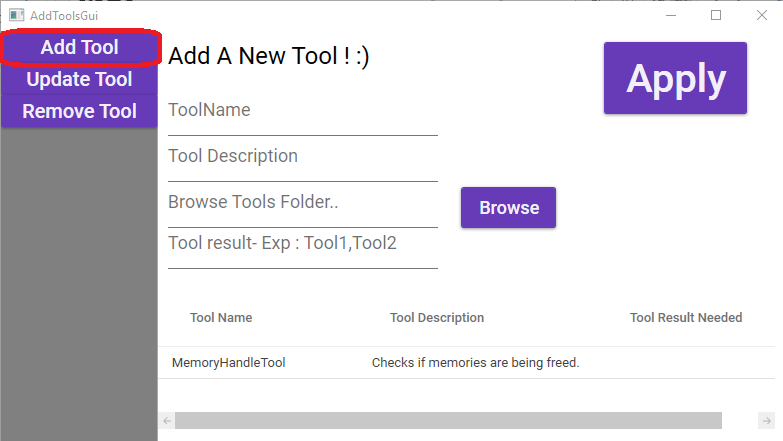 AddToolsGui
Add Tool
Update Tool
Remove Tool
Add A New Tool ! :)
Apply
ToolName
Tool Description
Browse Tools Folder..
Browse
Tool result- Exp : Tool1,Tool2
Tool Name Tool Description Tool Result Needed
MemoryHandleTool Checks if memories are being freed.